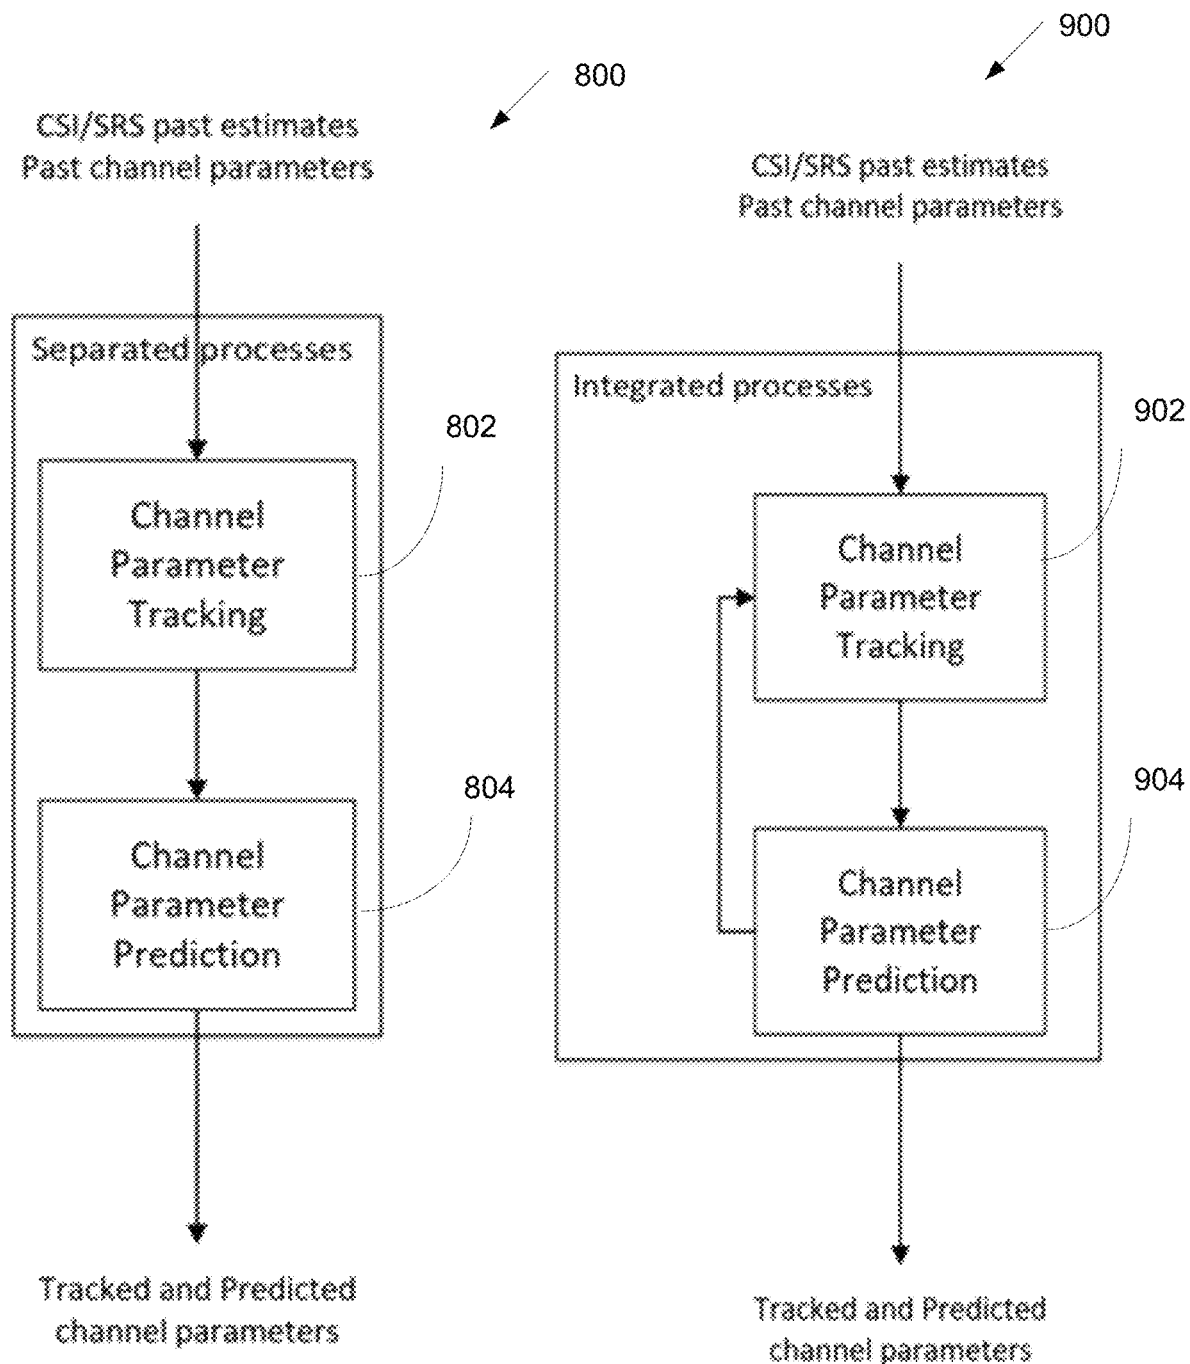 800
CSI/SRS past estimates
Past channel parameters
Separated processes
802
Channel
Parameter
Tracking
804
Channel
Parameter
Prediction
Tracked and Predicted
channel parameters
900
CSI/SRS past estimates
Past channel parameters
Integrated processes
902
Channel
Parameter
Tracking
904
Channel
Parameter
Prediction
Tracked and Predicted
channel parameters